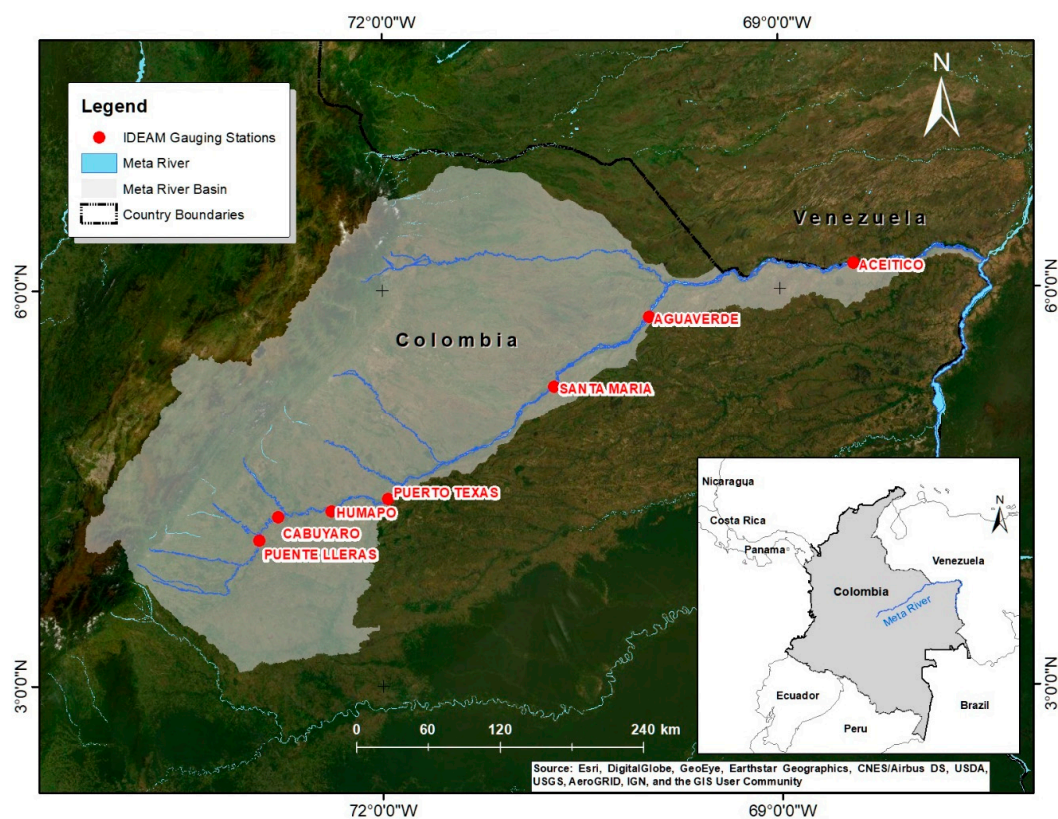 72°0'0"W
69°0'0"W
Legend
IDEAM Gauging Stations
Meta River
Meta River Basin
Country Boundaries
N
Venezuela
ACEITICO
6°0'0"N
6°0'0"N
AGUAVERDE
Colombia
SANTA MARIA
PUERTO TEXAS
HUMAPO
CABUYARO
PUENTE LLERAS
Nicaragua
N
Costa Rica
Panama
Venezuela
Colombia
Meta River
Ecuador
Brazil
Peru
3°0'0"N
3°0'0"N
0 60 120 240 km
Source: Esri, DigitalGlobe, GeoEye, Earthstar Geographics, CNES/Airbus DS, USDA,
USGS, AeroGRID, IGN, and the GIS User Community
72°0'0"W
69°0'0"W